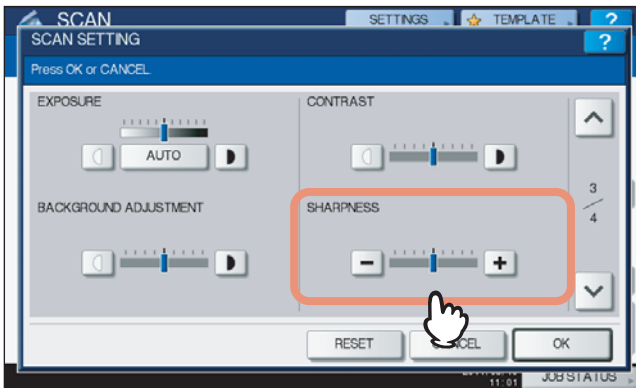 SCAN
SETTINGS
TEMPLATE
?
SCAN SETTING
?
Press OK or CANCEL
EXPOSURE
CONTRAST
AUTO
3
4
BACKGROUND ADJUSTMENT
SHARPNESS
−
+
RESET
OK
11:01
JOB STATUS